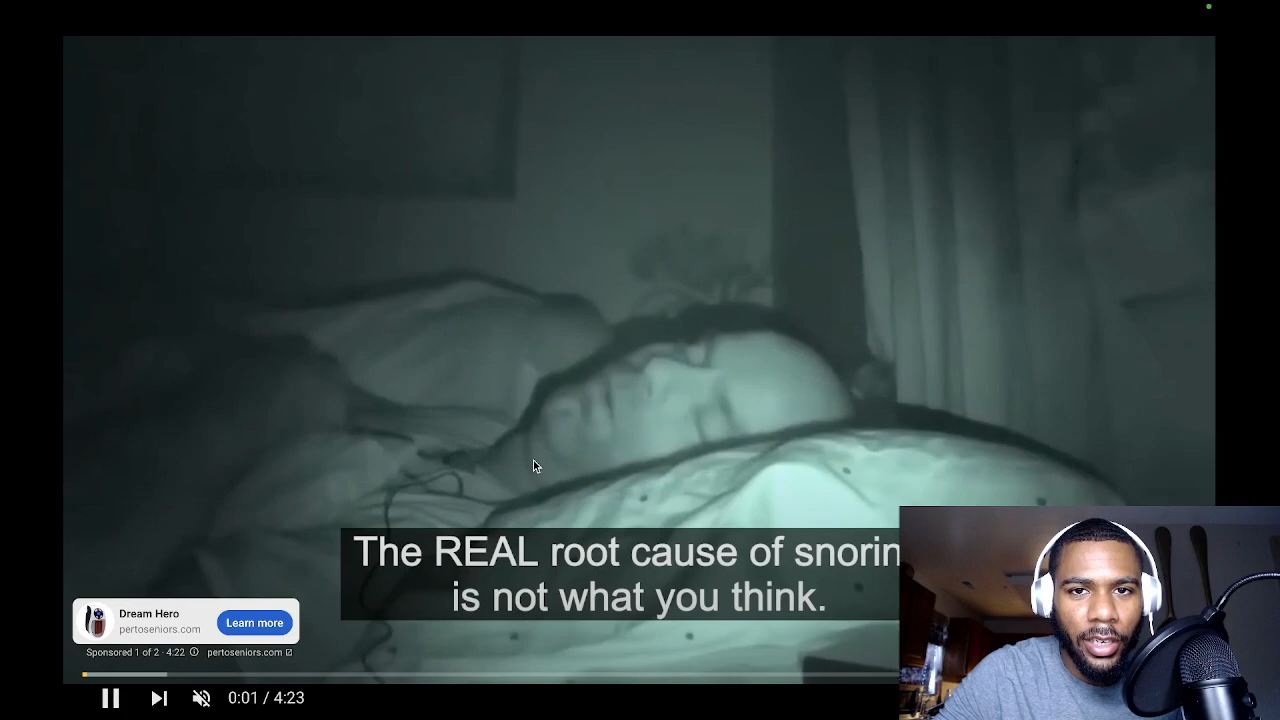 The REAL root cause of snorin
is not what you think.
Dream Hero
pertoseniors.com
Learn more
Sponsored 1 of 2 · 4:22
pertoseniors.com
0:01 / 4:23